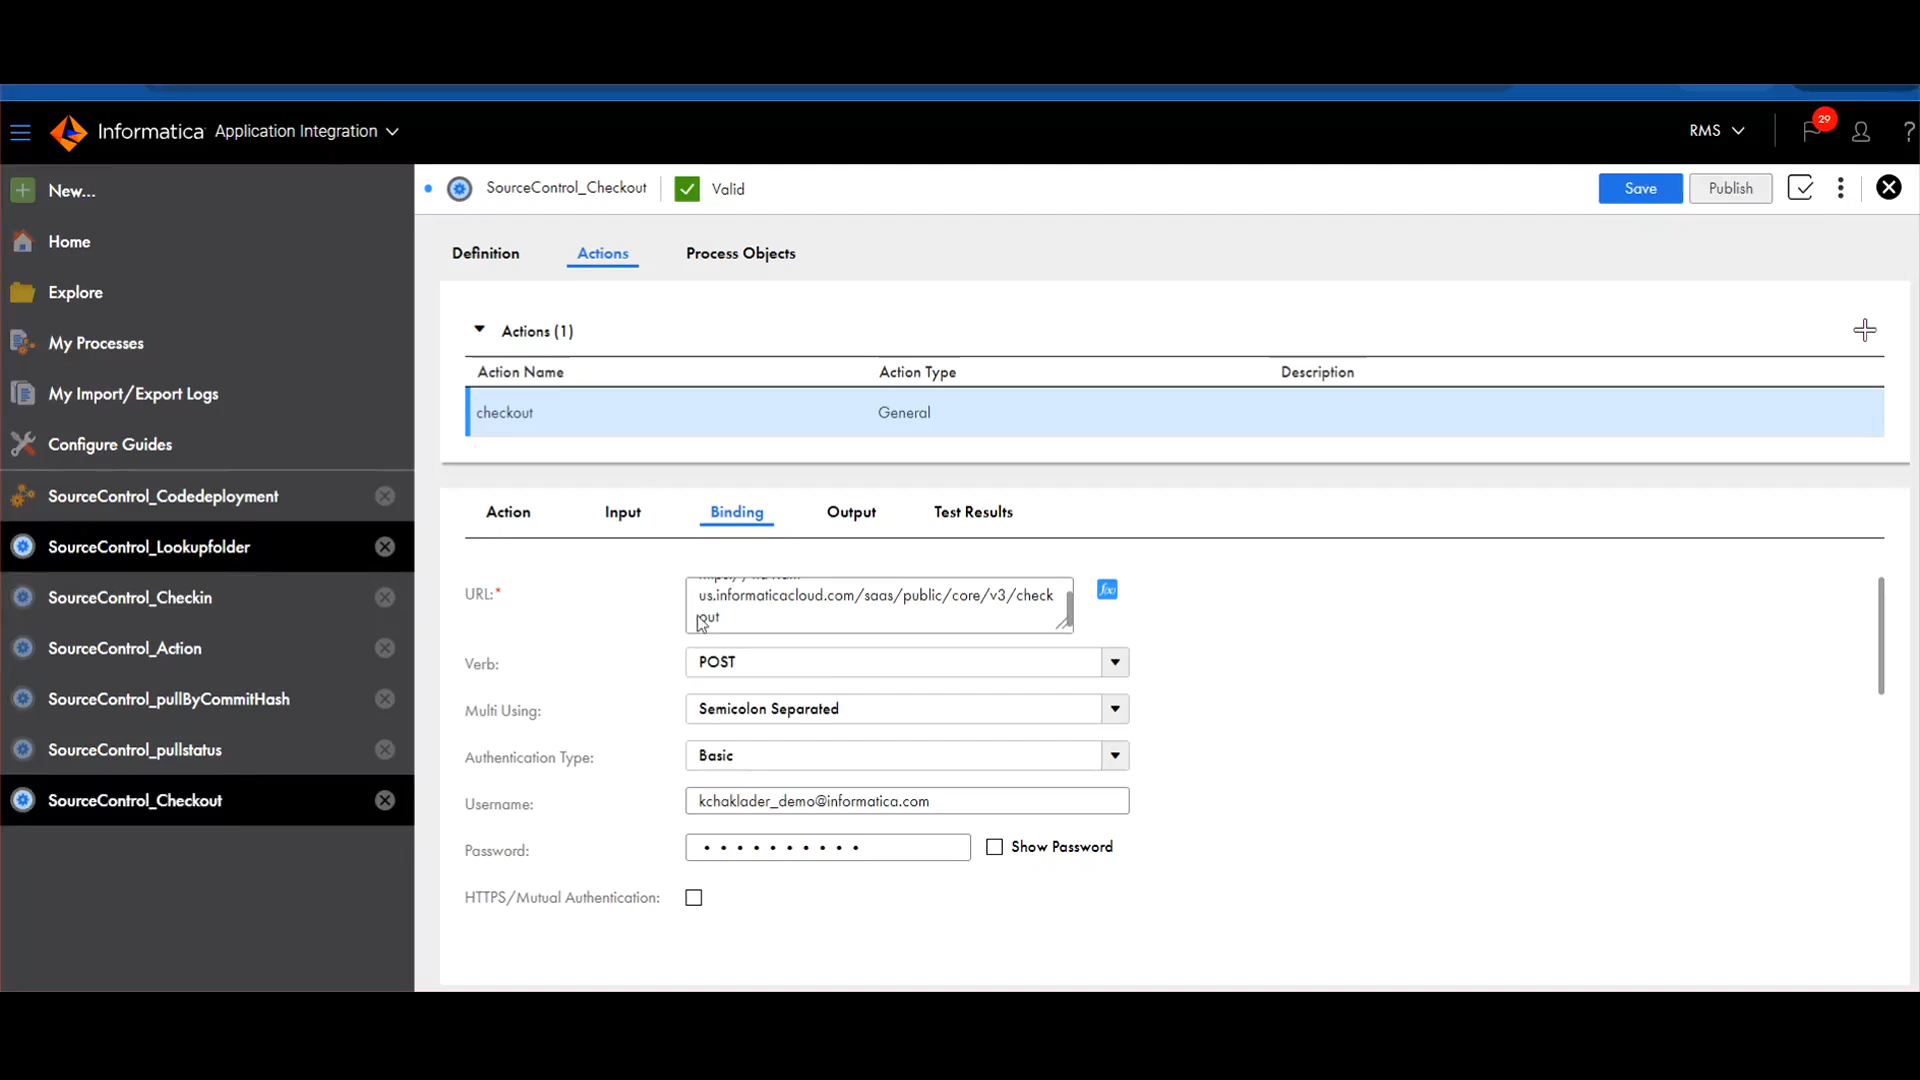 Informatica Application Integration
RMS
29
?
New...
Home
Explore
My Processes
My Import/Export Logs
Configure Guides
SourceControl_Codedeployment
SourceControl_Lookupfolder
SourceControl_Checkin
SourceControl_Action
SourceControl_pullByCommitHash
SourceControl_pullstatus
SourceControl_Checkout
SourceControl_Checkout
Valid
Save
Publish
Definition
Actions
Process Objects
Actions (1)
Action Name
Action Type
Description
checkout
General
Action
Input
Binding
Output
Test Results
URL:*
us.informaticacloud.com/saas/public/core/v3/check
out
fx
Verb:
POST
Multi Using:
Semicolon Separated
Authentication Type:
Basic
Username:
kchaklader_demo@informatica.com
Password:
Show Password
HTTPS/Mutual Authentication: